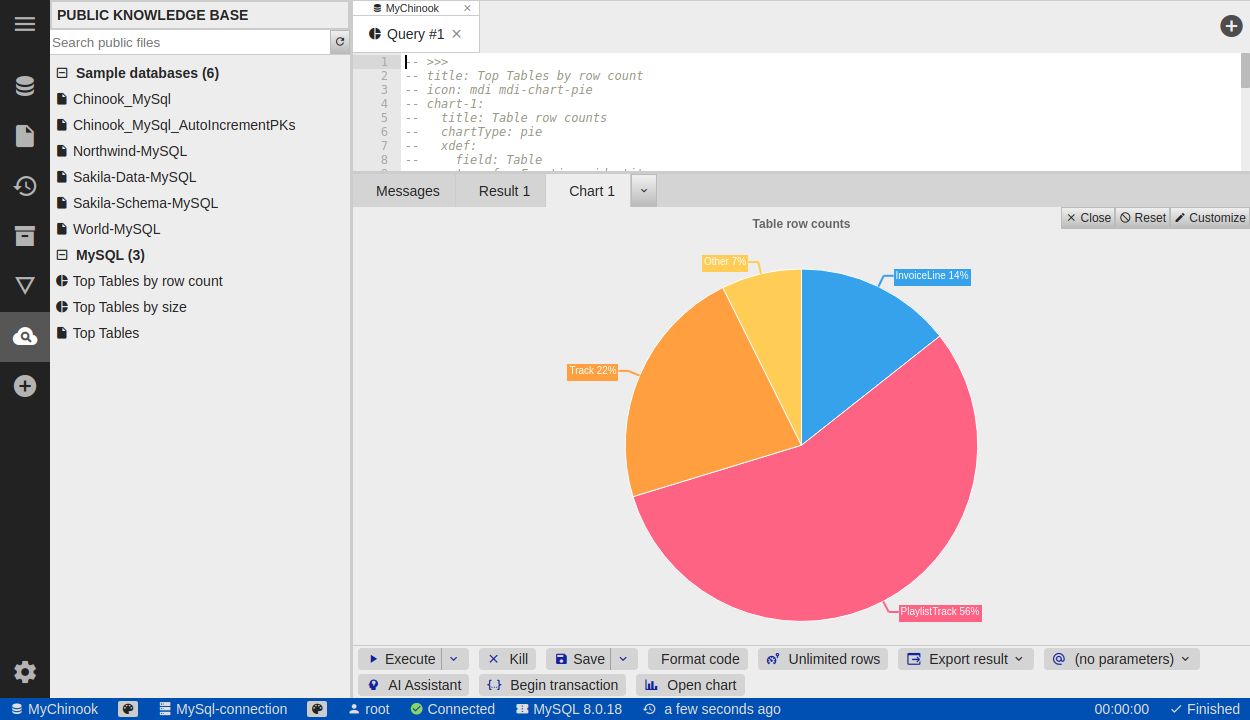 PUBLIC KNOWLEDGE BASE
Sample databases (6)
Chinook_MySql
Chinook_MySql_AutoIncrementPKs
Northwind-MySQL
Sakila-Data-MySQL
Sakila-Schema-MySQL
World-MySQL
MySQL (3)
Top Tables by row count
Top Tables by size
Top Tables
Search public files
MyChinook
Query #1
1 -- >>>
2 -- title: Top Tables by row count
3 -- icon: mdi mdi-chart-pie
4 -- chart-1:
5 --   title: Table row counts
6 --   chartType: pie
7 --   xdef:
8 --     field: Table
Messages Result 1 Chart 1
Close Reset Customize
Table row counts
Other 7%
InvoiceLine 14%
Track 22%
PlaylistTrack 56%
Execute Kill Save Format code Unlimited rows Export result (no parameters)
AI Assistant {..} Begin transaction Open chart
MyChinook MySql-connection root Connected MySQL 8.0.18 a few seconds ago 00:00:00 Finished